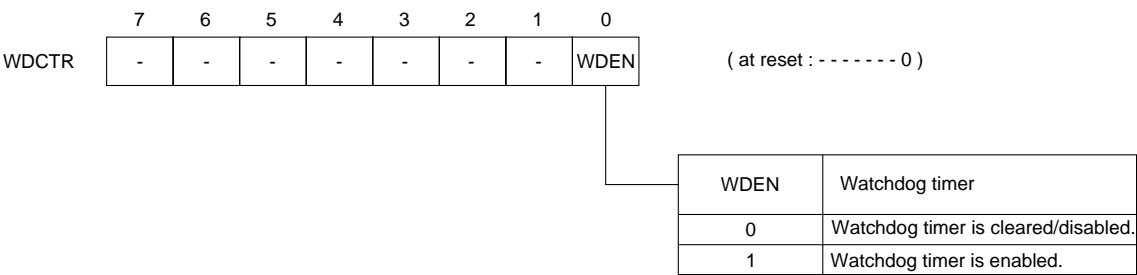 7 6 5 4 3 2 1 0
WDCTR - - - - - - - WDEN ( at reset : - - - - - - - 0 )
WDEN Watchdog timer
0 Watchdog timer is cleared/disabled.
1 Watchdog timer is enabled.